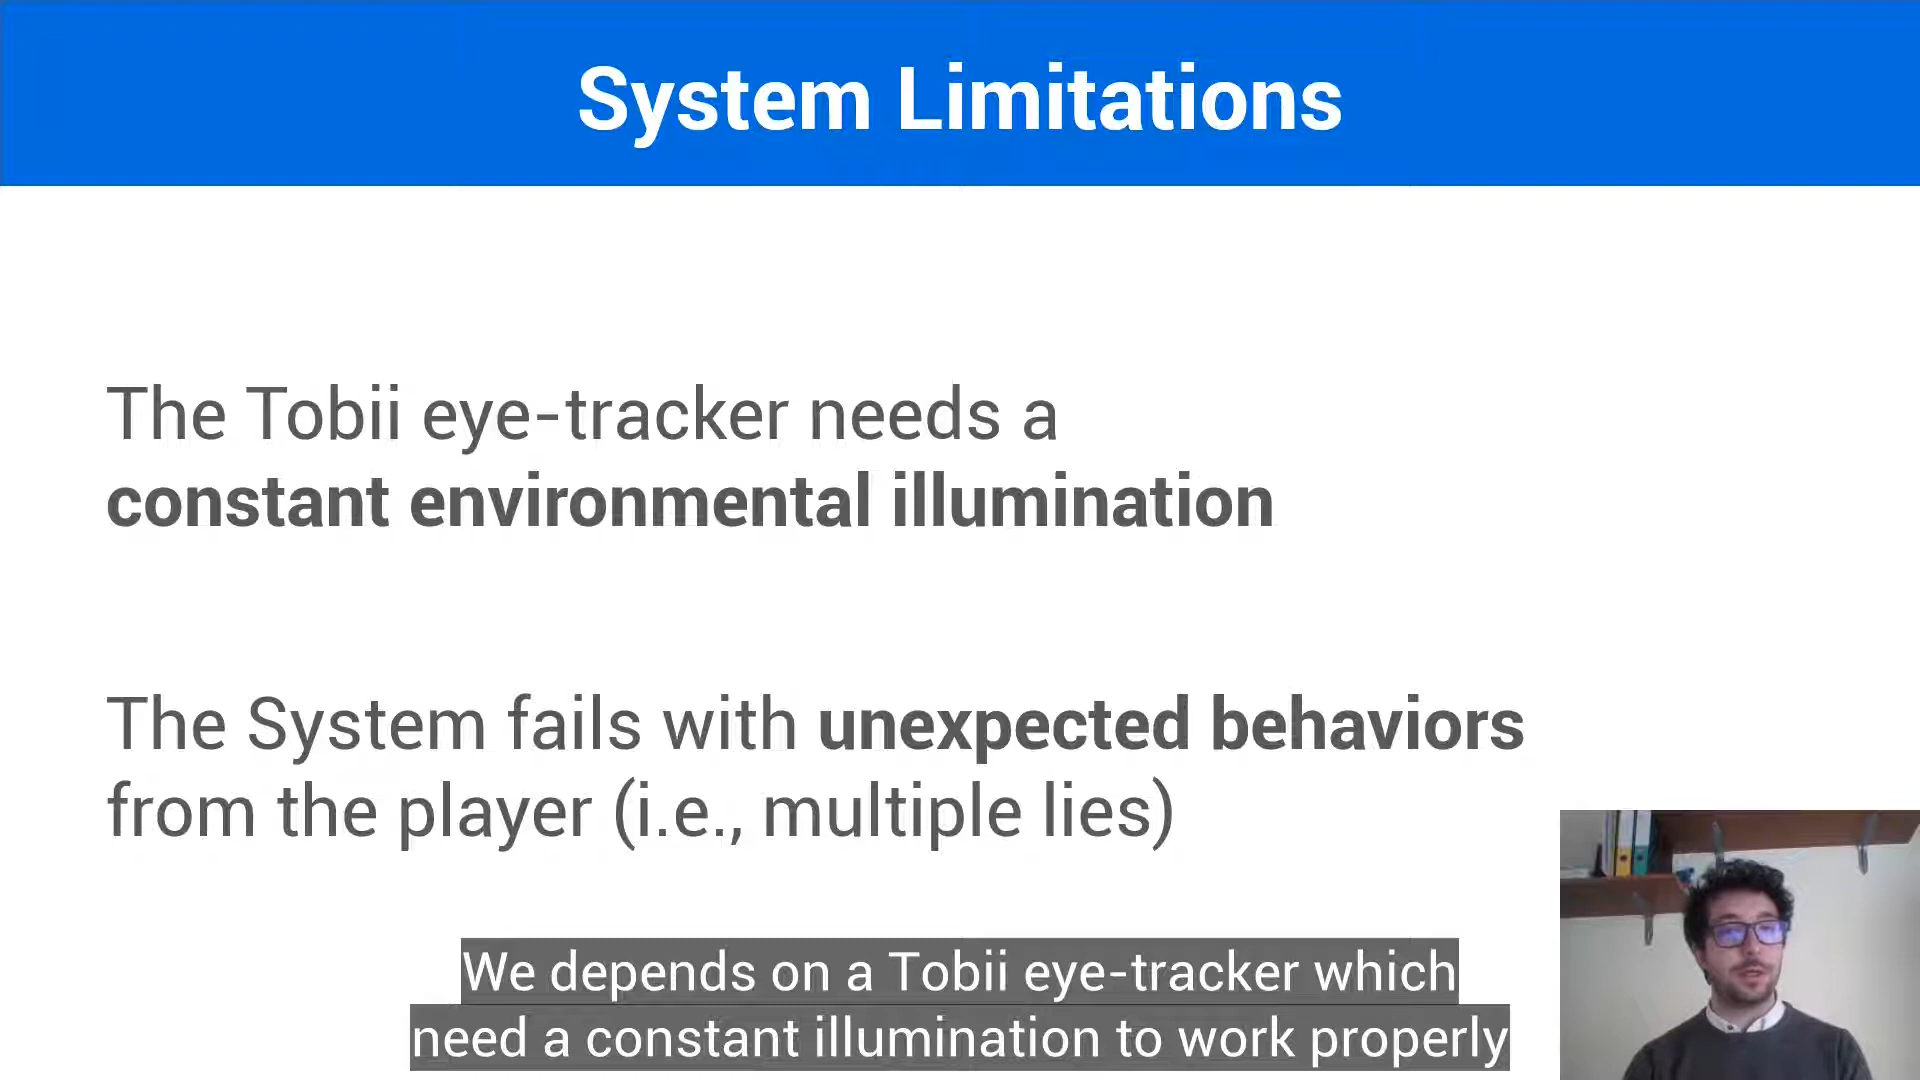 System Limitations
The Tobii eye-tracker needs a
constant environmental illumination
The System fails with unexpected behaviors
from the player (i.e., multiple lies)
We depends on a Tobii eye-tracker which
need a constant illumination to work properly